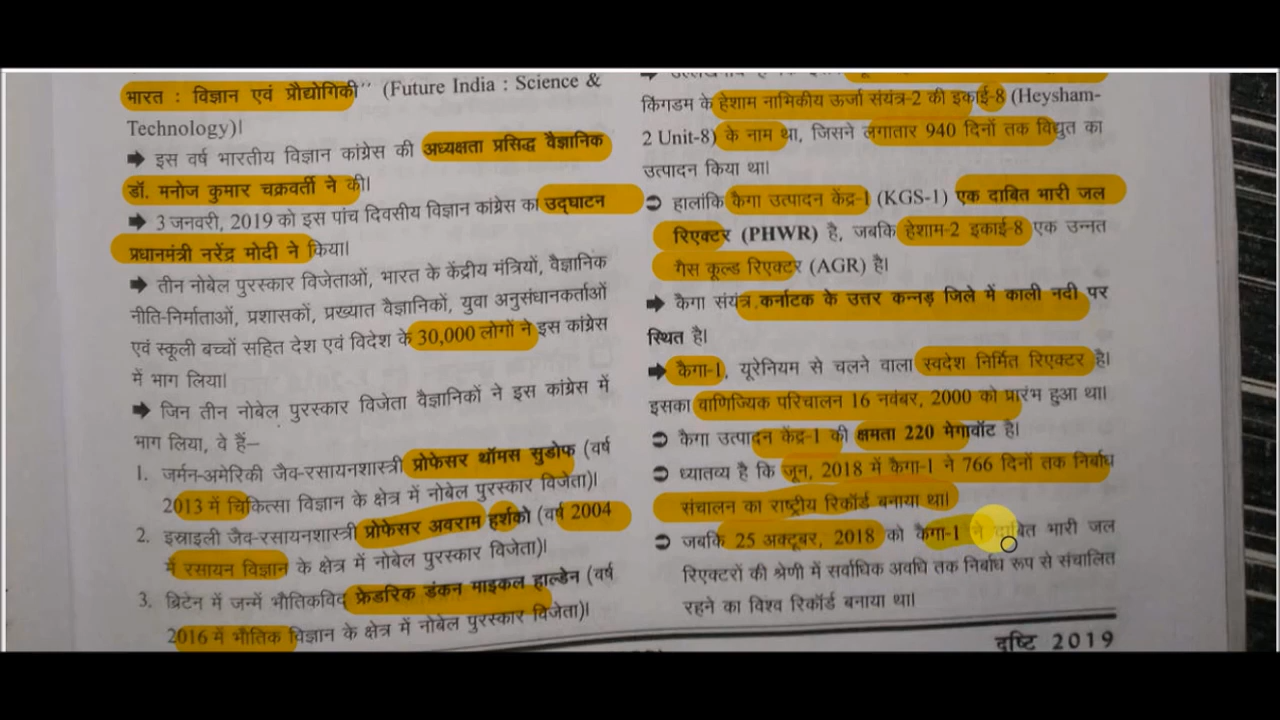 भारत : विज्ञान एवं प्रौद्योगिकी” (Future India : Science &
Technology)।
➡ इस वर्ष भारतीय विज्ञान कांग्रेस की अध्यक्षता प्रसिद्ध वैज्ञानिक
डॉ. मनोज कुमार चक्रवर्ती ने की।
➡ 3 जनवरी, 2019 को इस पांच दिवसीय विज्ञान कांग्रेस का उद्घाटन
प्रधानमंत्री नरेंद्र मोदी ने किया।
➡ तीन नोबेल पुरस्कार विजेताओं, भारत के केंद्रीय मंत्रियों, वैज्ञानिक
नीति-निर्माताओं, प्रशासकों, प्रख्यात वैज्ञानिकों, युवा अनुसंधानकर्ताओं
एवं स्कूली बच्चों सहित देश एवं विदेश के 30,000 लोगों ने इस कांग्रेस
में भाग लिया।
➡ जिन तीन नोबेल पुरस्कार विजेता वैज्ञानिकों ने इस कांग्रेस में
भाग लिया, वे हैं–
1. जर्मन-अमेरिकी जैव-रसायनशास्त्री प्रोफेसर थॉमस सुडोफ (वर्ष
2013 में चिकित्सा विज्ञान के क्षेत्र में नोबेल पुरस्कार विजेता)।
2. इस्राइली जैव-रसायनशास्त्री प्रोफेसर अवराम हर्शको (वर्ष 2004
में रसायन विज्ञान के क्षेत्र में नोबेल पुरस्कार विजेता)।
3. ब्रिटेन में जन्में भौतिकविद फ्रेडरिक डंकन माइकल हाल्डेन (वर्ष
2016 में भौतिक विज्ञान के क्षेत्र में नोबेल पुरस्कार विजेता)।
किंगडम के हेशाम नाभिकीय ऊर्जा संयंत्र-2 की इकाई-8 (Heysham-
2 Unit-8) के नाम था, जिसने लगातार 940 दिनों तक विद्युत का
उत्पादन किया था।
➲ हालांकि कैगा उत्पादन केंद्र-1 (KGS-1) एक दाबित भारी जल
रिएक्टर (PHWR) है, जबकि हेशाम-2 इकाई-8 एक उन्नत
गैस कूल्ड रिएक्टर (AGR) है।
➡ कैगा संयंत्र कर्नाटक के उत्तर कन्नड़ जिले में काली नदी पर
स्थित है।
➡ कैगा-1, यूरेनियम से चलने वाला स्वदेश निर्मित रिएक्टर है।
इसका वाणिज्यिक परिचालन 16 नवंबर, 2000 को प्रारंभ हुआ था।
➲ कैगा उत्पादन केंद्र-1 की क्षमता 220 मेगावॉट है।
➲ ध्यातव्य है कि जून, 2018 में कैगा-1 ने 766 दिनों तक निर्बाध
संचालन का राष्ट्रीय रिकॉर्ड बनाया था।
➲ जबकि 25 अक्टूबर, 2018 को कैगा-1 ने दाबित भारी जल
रिएक्टरों की श्रेणी में सर्वाधिक अवधि तक निर्बाध रूप से संचालित
रहने का विश्व रिकॉर्ड बनाया था।
दृष्टि 2019